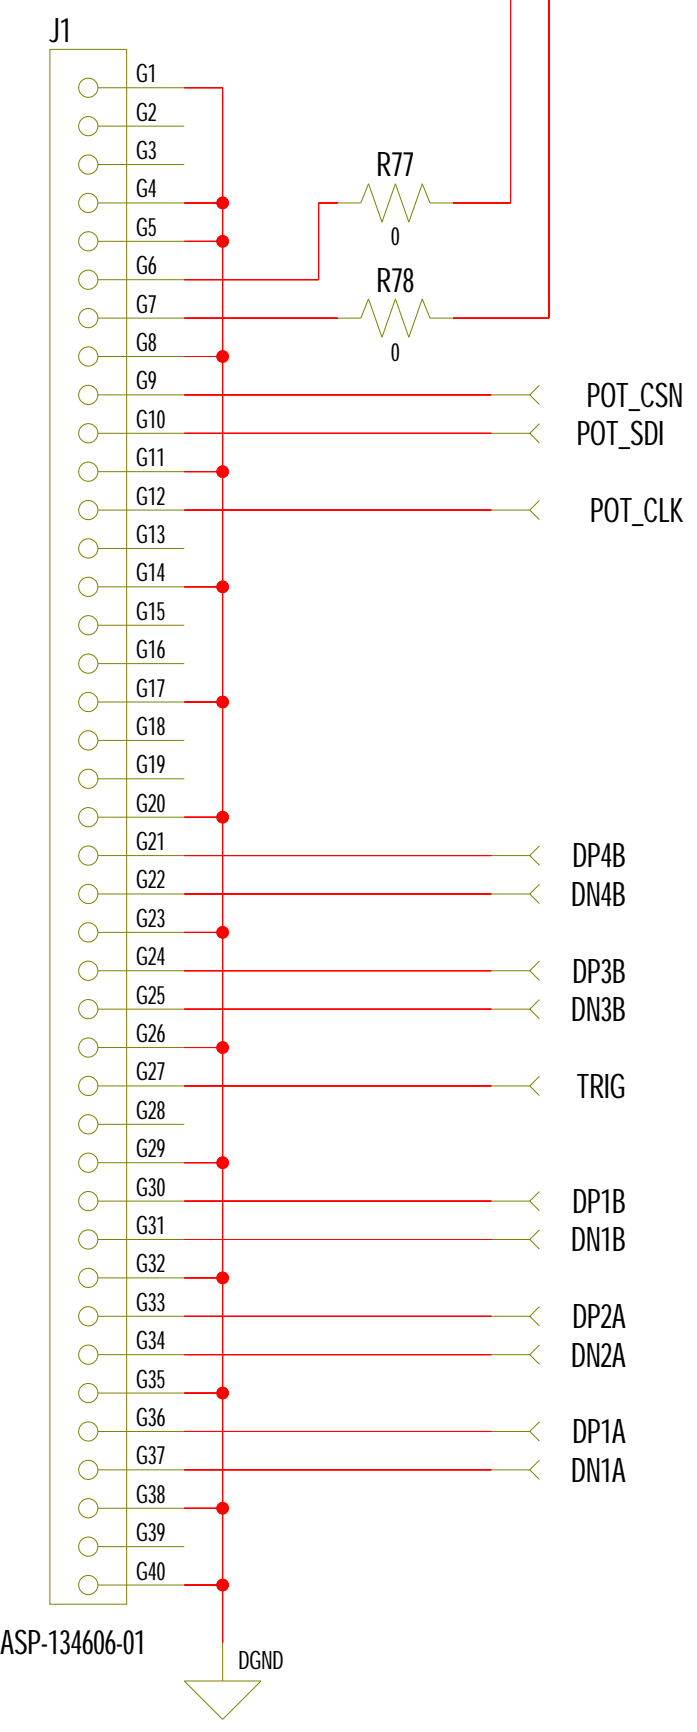 J1
G1
G2
G3
R77
G4
G5
0
G6
R78
G7
G8
0
G9
POT_CSN
G10
POT_SDI
G11
G12
POT_CLK
G13
G14
G15
G16
G17
G18
G19
G20
G21
DP4B
G22
DN4B
G23
G24
DP3B
G25
DN3B
G26
G27
TRIG
G28
G29
G30
DP1B
G31
DN1B
G32
G33
DP2A
G34
DN2A
G35
G36
DP1A
G37
DN1A
G38
G39
G40
ASP-134606-01
DGND